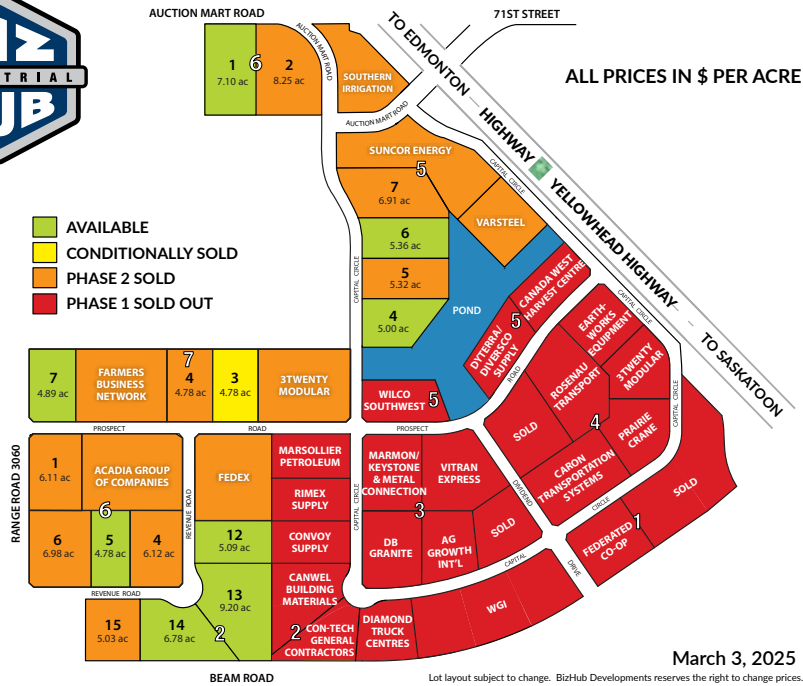 AUCTION MART ROAD
71ST STREET
TO EDMONTON
HIGHWAY
YELLOWHEAD HIGHWAY
TO SASKATOON
ALL PRICES IN $ PER ACRE
IZ
TRIAL
UB
1
7.10 ac
6
2
8.25 ac
AUCTION MART ROAD
SOUTHERN
IRRIGATION
AUCTION MART ROAD
SUNCOR ENERGY
5
CAPITAL CIRCLE
7
6.91 ac
VARSTEEL
6
5.36 ac
5
5.32 ac
4
5.00 ac
CAPITAL CIRCLE
POND
AVAILABLE
CONDITIONALLY SOLD
PHASE 2 SOLD
PHASE 1 SOLD OUT
CANADA WEST
HARVEST CENTRE
5
DYTERRA/
DIVERSCO
SUPPLY
ROAD
WILCO
SOUTHWEST
5
EARTH-
WORKS
EQUIPMENT
CAPITAL CIRCLE
ROSENAU
TRANSPORT
3TWENTY
MODULAR
CAPITAL CIRCLE
SOLD
4
PRAIRIE
CRANE
CARON
TRANSPORTATION
SYSTEMS
7
4.89 ac
FARMERS
BUSINESS
NETWORK
7
4
4.78 ac
3
4.78 ac
3TWENTY
MODULAR
PROSPECT
ROAD
PROSPECT
RANGE ROAD 3060
1
6.11 ac
ACADIA GROUP
OF COMPANIES
6
6
6.98 ac
5
4.78 ac
4
6.12 ac
REVENUE ROAD
REVENUE ROAD
FEDEX
12
5.09 ac
13
9.20 ac
15
5.03 ac
14
6.78 ac
2
MARSOLLIER
PETROLEUM
RIMEX
SUPPLY
CONVOY
SUPPLY
CANWEL
BUILDING
MATERIALS
2
CON-TECH
GENERAL
CONTRACTORS
CAPITAL CIRCLE
MARMON/
KEYSTONE
& METAL
CONNECTION
VITRAN
EXPRESS
3
DB
GRANITE
AG
GROWTH
INT'L
SOLD
DIVIDEND
DRIVE
CAPITAL
CIRCLE
DIAMOND
TRUCK
CENTRES
WGI
FEDERATED
CO-OP
1
SOLD
BEAM ROAD
March 3, 2025
Lot layout subject to change. BizHub Developments reserves the right to change prices.